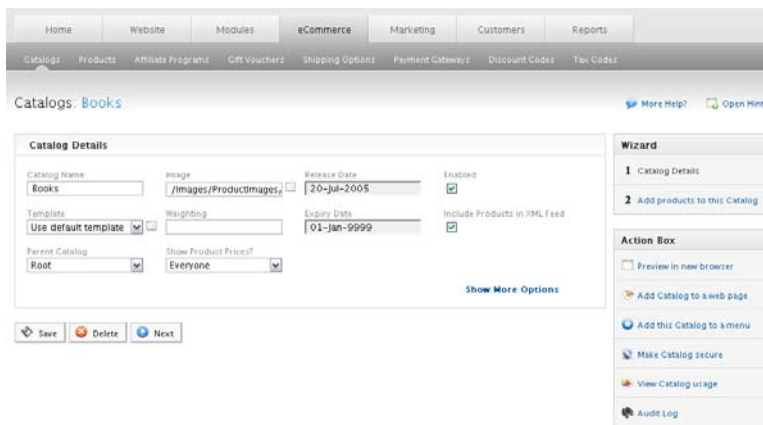 Home Website Modules eCommerce Marketing Customers Reports
Catalogs Products Affiliate Programs Gift Vouchers Shipping Options Payment Gateways Discount Codes Tax Codes
Catalogs: Books
More Help? Open Hint
Catalog Details
Catalog Name Image Release Date Enabled
Books /Images/ProductImages, 20-Jul-2005
Template Weighting Expiry Date Include Products in XML Feed
Use default template 01-Jan-9999
Parent Catalog Show Product Prices?
Root Everyone
Show More Options
Save Delete Next
Wizard
1 Catalog Details
2 Add products to this Catalog
Action Box
Preview in new browser
Add Catalog to a web page
Add this Catalog to a menu
Make Catalog secure
View Catalog usage
Audit Log